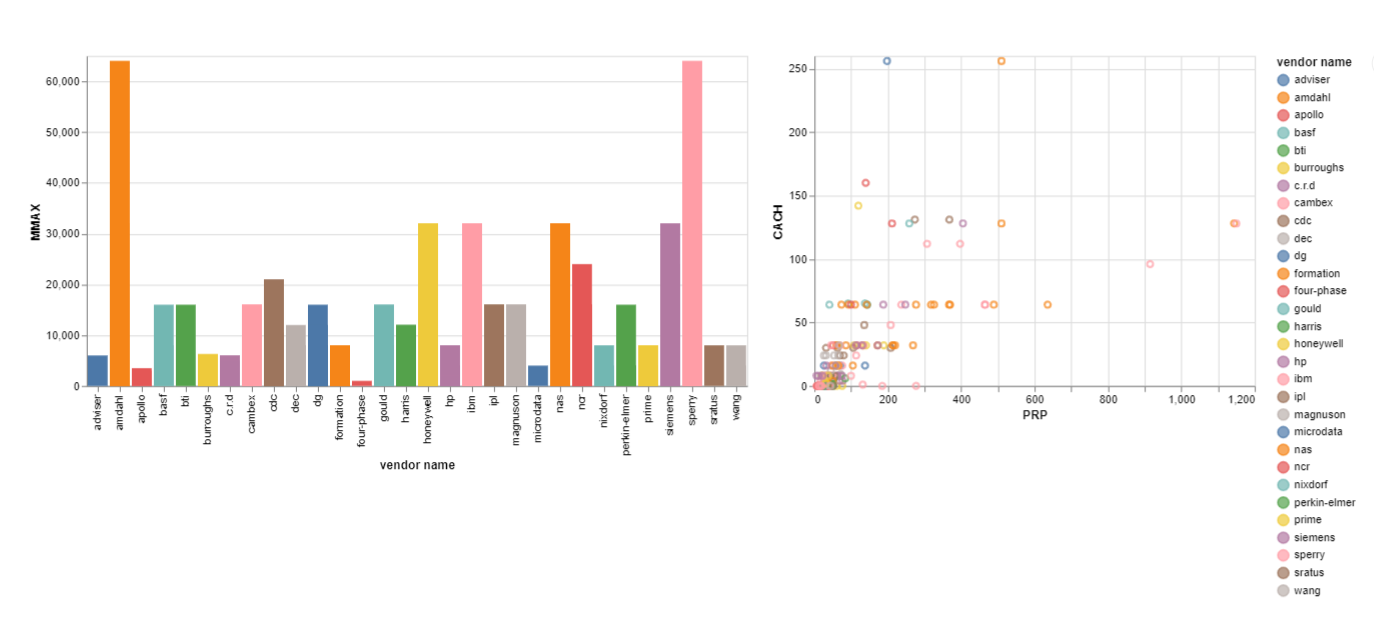 MMAX
60,000
50,000
40,000
30,000
20,000
10,000
0
adviser
amdahl
apollo
basf
bti
burroughs
c.r.d
cambex
cdc
dec
dg
formation
four-phase
gould
harris
honeywell
hp
ibm
ipl
magnuson
microdata
nas
ncr
nixdorf
perkin-elmer
prime
siemens
sperry
sratus
wang
vendor name
CACH
250
200
150
100
50
0
0 200 400 600 800 1,000 1,200
PRP
vendor name
adviser
amdahl
apollo
basf
bti
burroughs
c.r.d
cambex
cdc
dec
dg
formation
four-phase
gould
harris
honeywell
hp
ibm
ipl
magnuson
microdata
nas
ncr
nixdorf
perkin-elmer
prime
siemens
sperry
sratus
wang